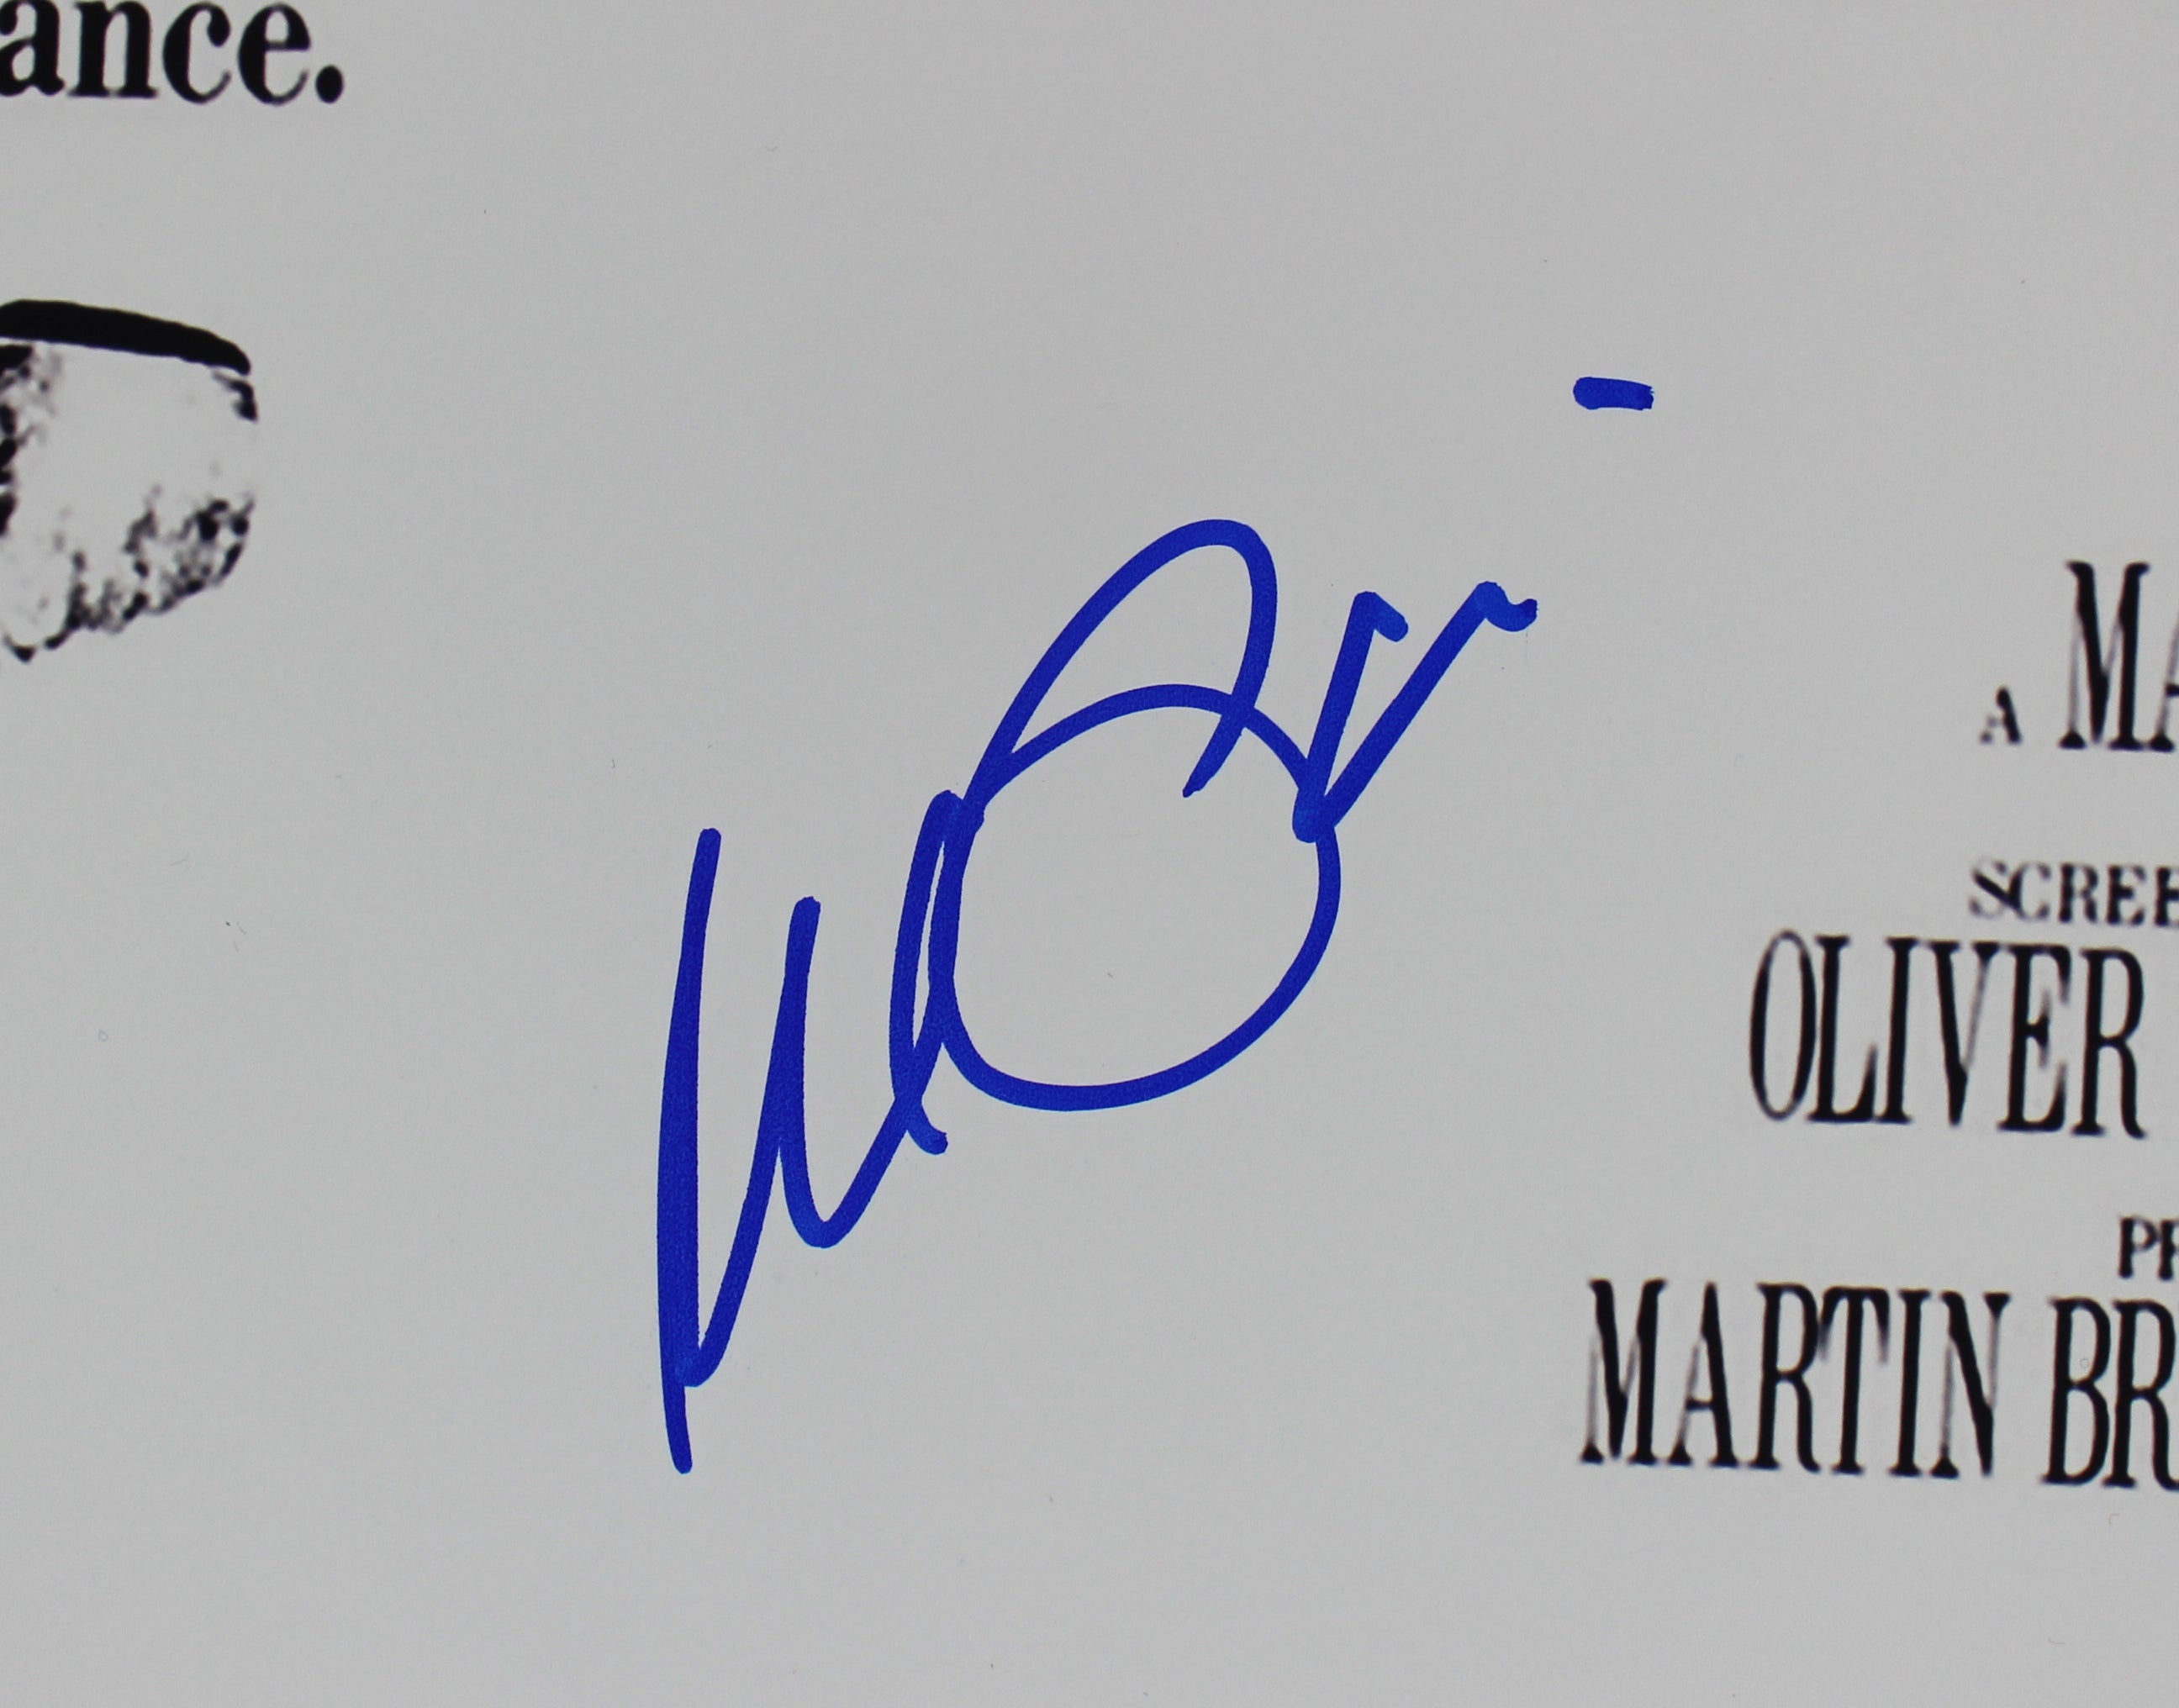 ance.
A MA
SCREE
OLIVER
PR
MARTIN BR